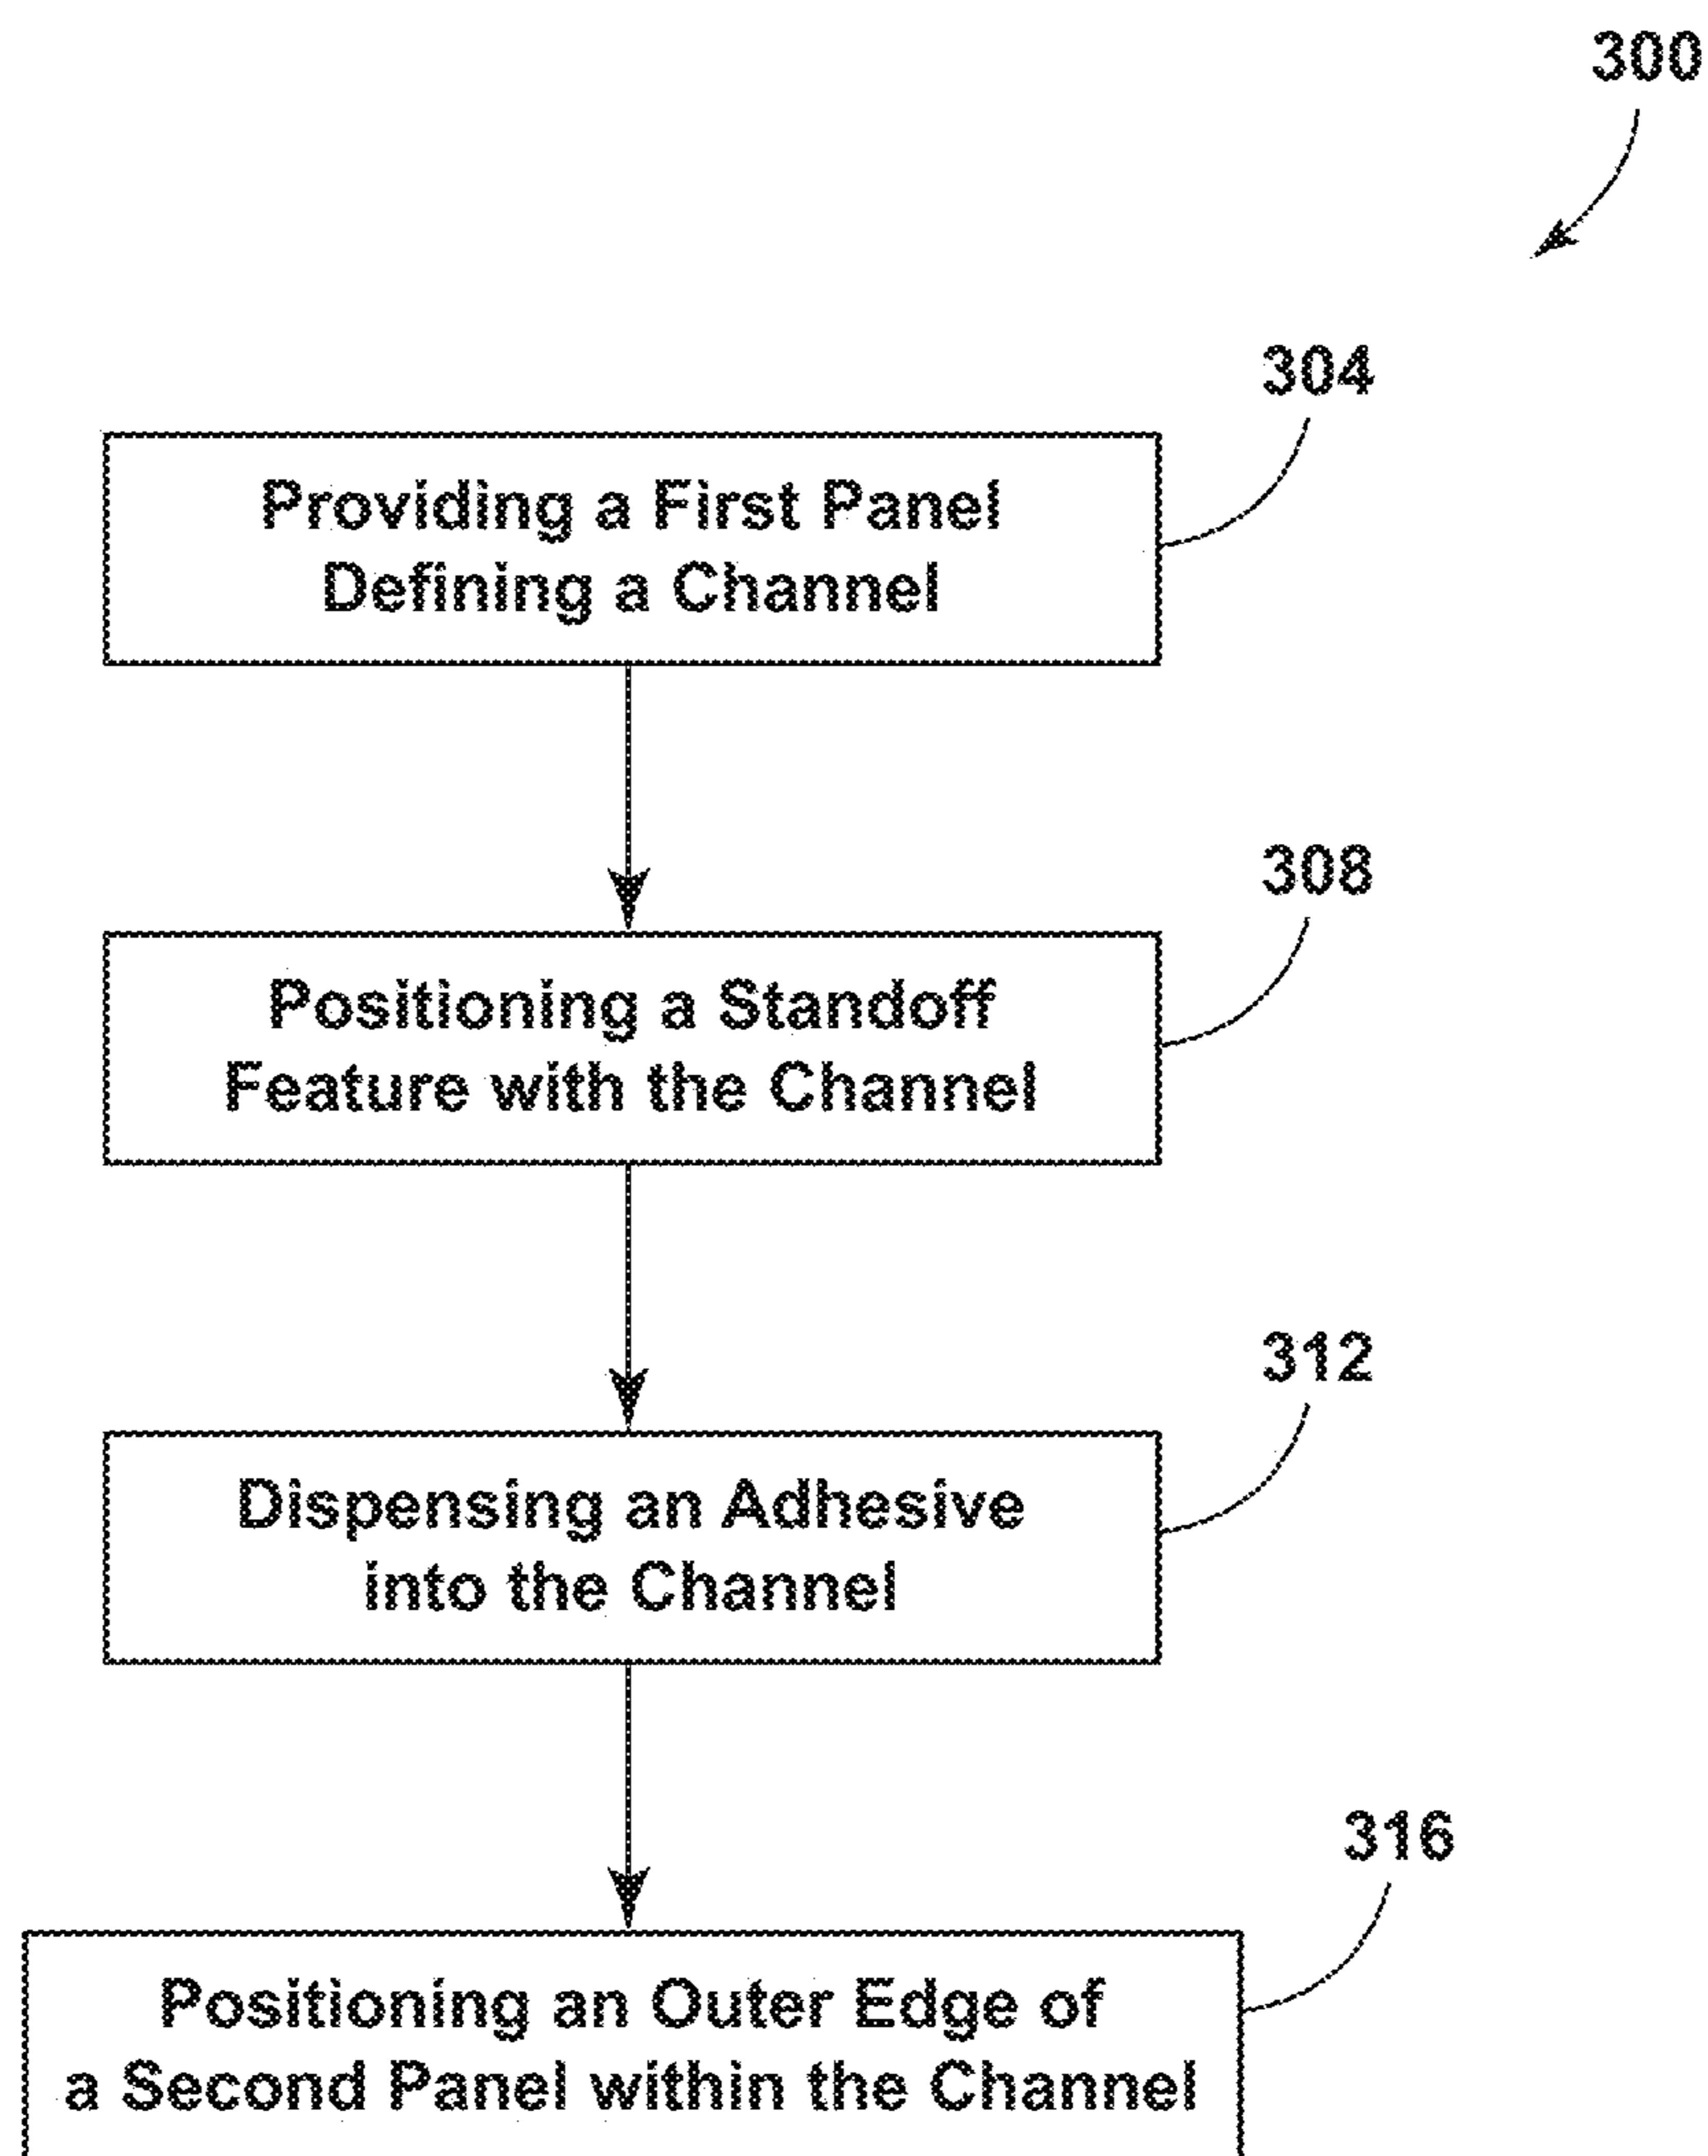 300
304
Providing a First Panel
Defining a Channel
308
Positioning a Standoff
Feature with the Channel
312
Dispensing an Adhesive
into the Channel
316
Positioning an Outer Edge of
a Second Panel within the Channel